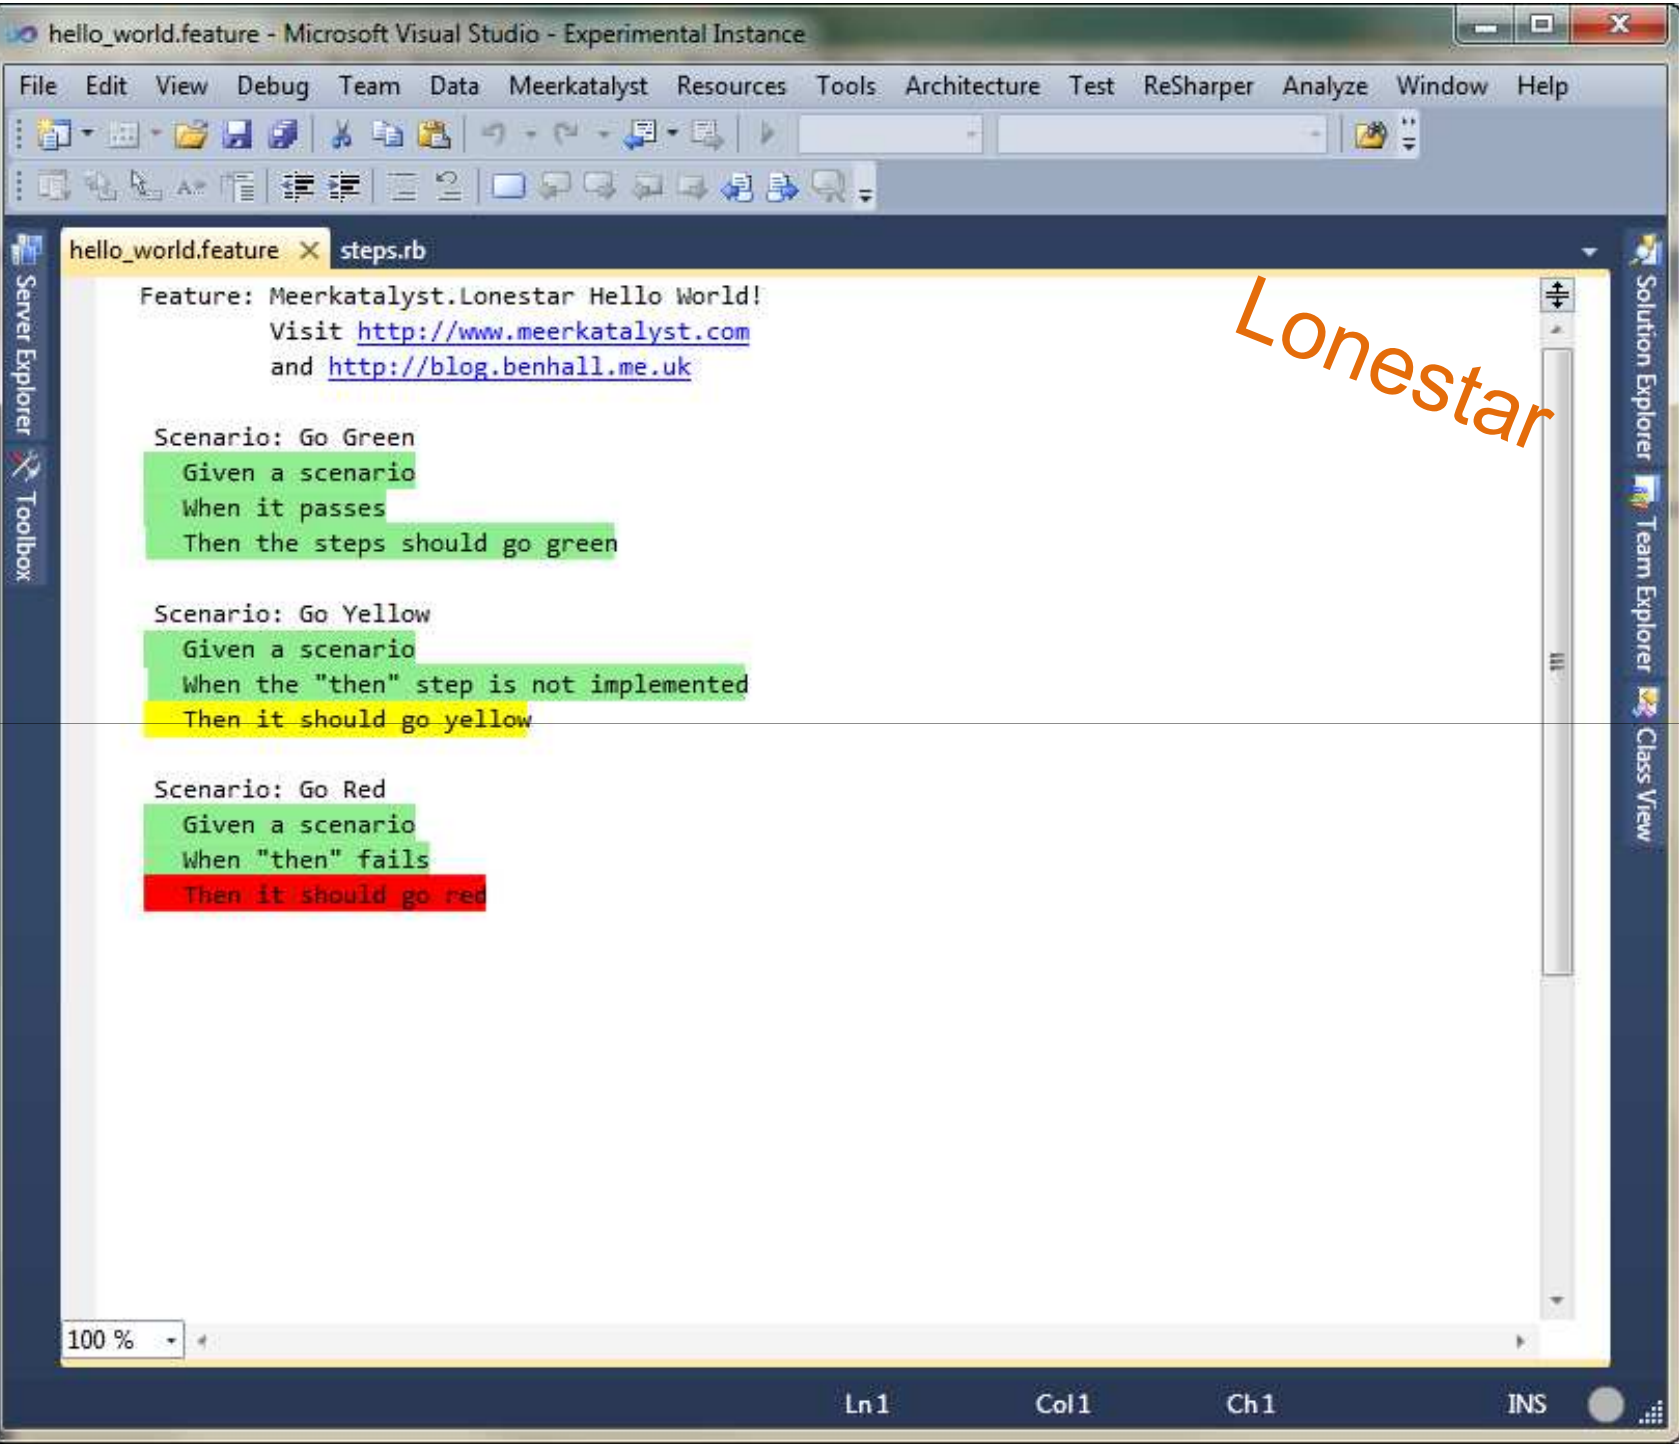 hello_world.feature - Microsoft Visual Studio - Experimental Instance
File Edit View Debug Team Data Meerkatalyst Resources Tools Architecture Test ReSharper Analyze Window Help
hello_world.feature steps.rb
Server Explorer
Toolbox
Feature: Meerkatalyst.Lonestar Hello World!
Visit http://www.meerkatalyst.com
and http://blog.benhall.me.uk
Lonestar
Scenario: Go Green
Given a scenario
When it passes
Then the steps should go green
Scenario: Go Yellow
Given a scenario
When the "then" step is not implemented
Then it should go yellow
Scenario: Go Red
Given a scenario
When "then" fails
Then it should go red
Solution Explorer
Team Explorer
Class View
100 %
Ln 1 Col 1 Ch 1 INS